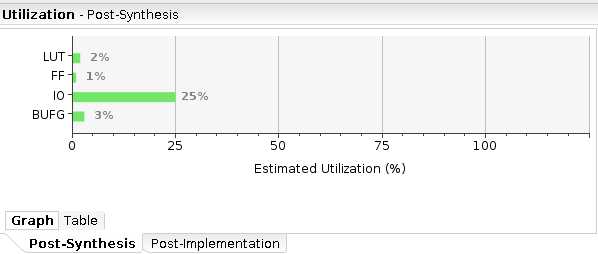 Utilization - Post-Synthesis
LUT 2%
FF 1%
IO 25%
BUFG 3%
0 25 50 75 100
Estimated Utilization (%)
Graph Table
Post-Synthesis Post-Implementation